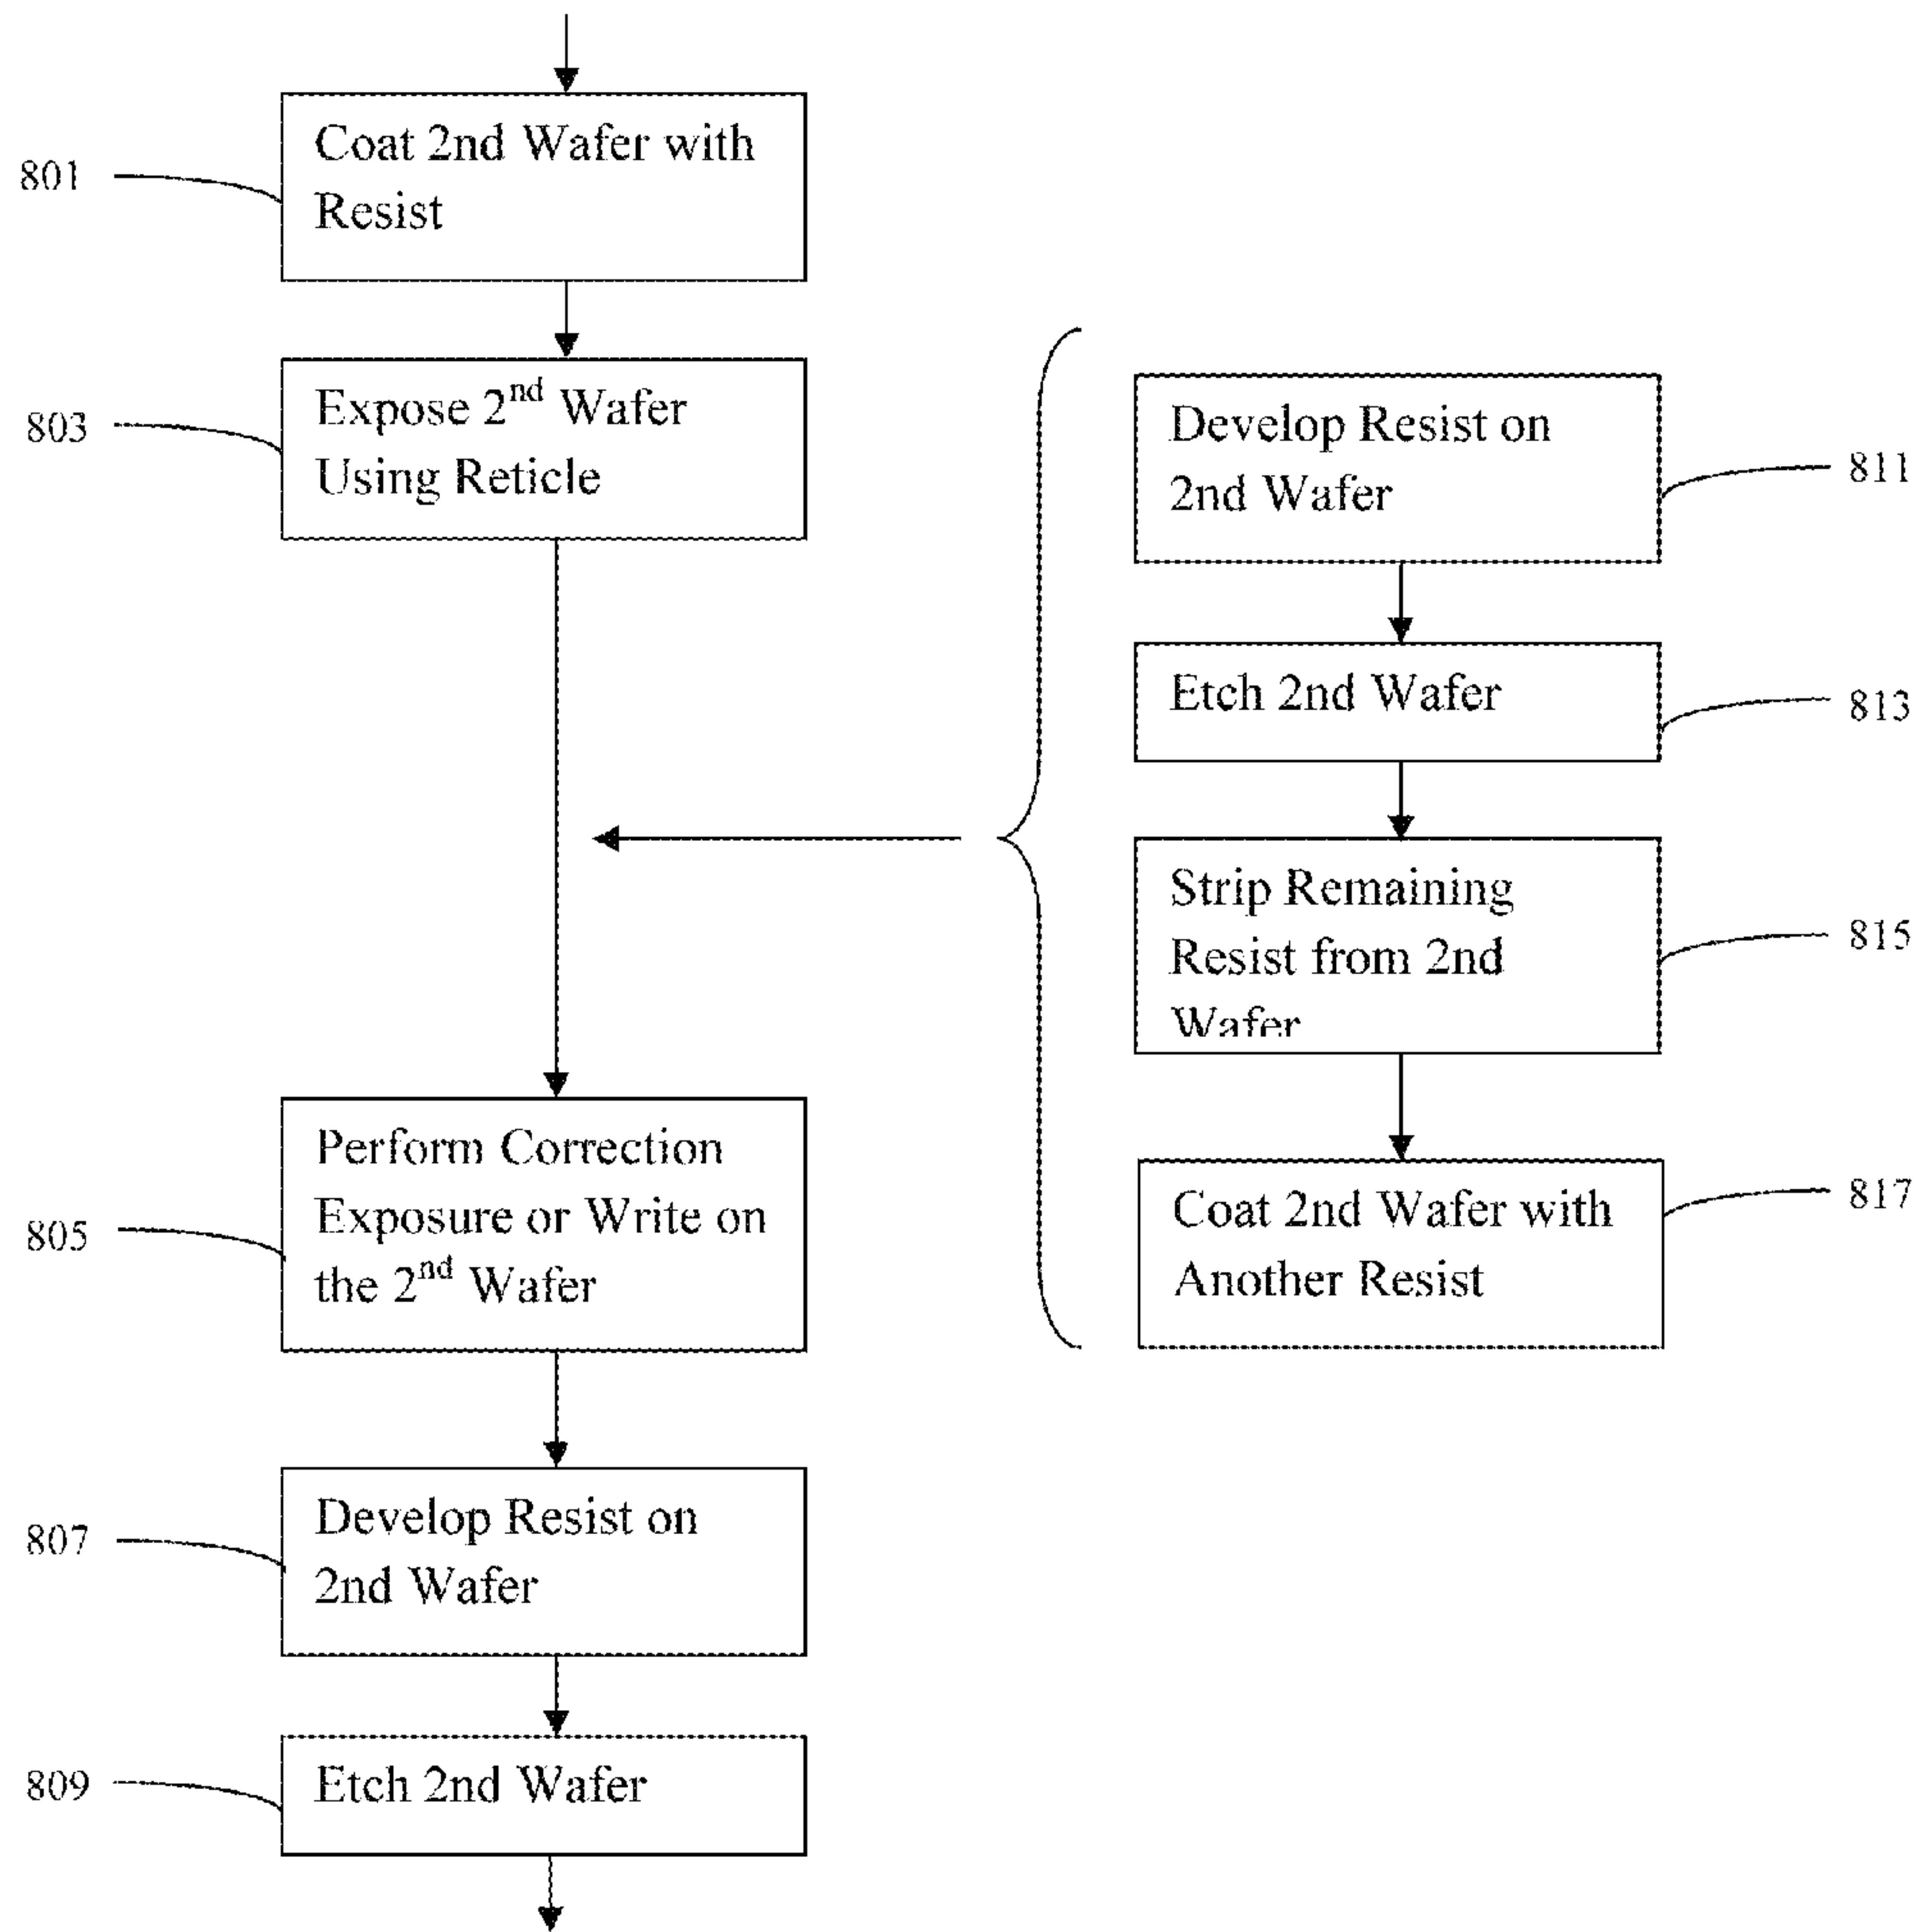 801
Coat 2nd Wafer with
Resist
803
Expose 2nd Wafer
Using Reticle
805
Perform Correction
Exposure or Write on
the 2nd Wafer
807
Develop Resist on
2nd Wafer
809
Etch 2nd Wafer
Develop Resist on
2nd Wafer
811
Etch 2nd Wafer
813
Strip Remaining
Resist from 2nd
Wafer
815
Coat 2nd Wafer with
Another Resist
817